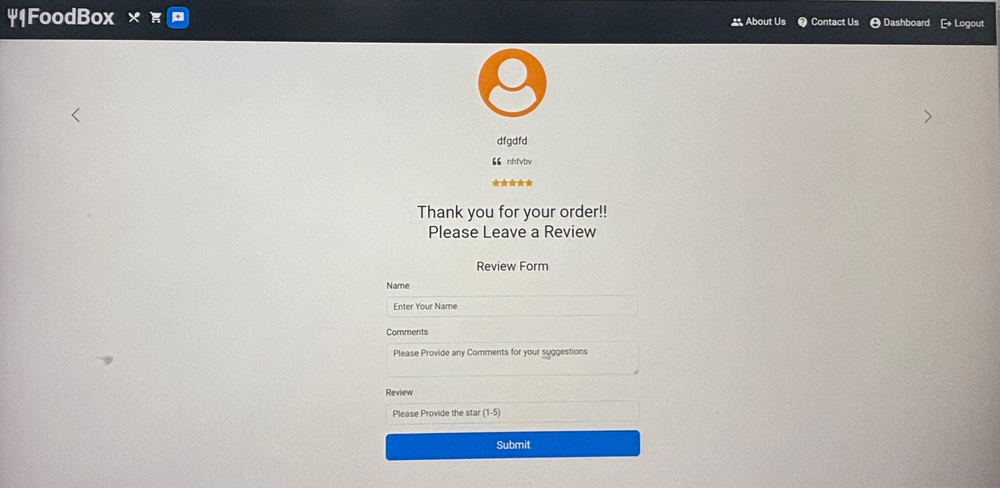 FoodBox
About Us Contact Us Dashboard Logout
dfgdfd
“ nhfvbv
Thank you for your order!!
Please Leave a Review
Review Form
Name
Enter Your Name
Comments
Please Provide any Comments for your suggestions
Review
Please Provide the star (1-5)
Submit